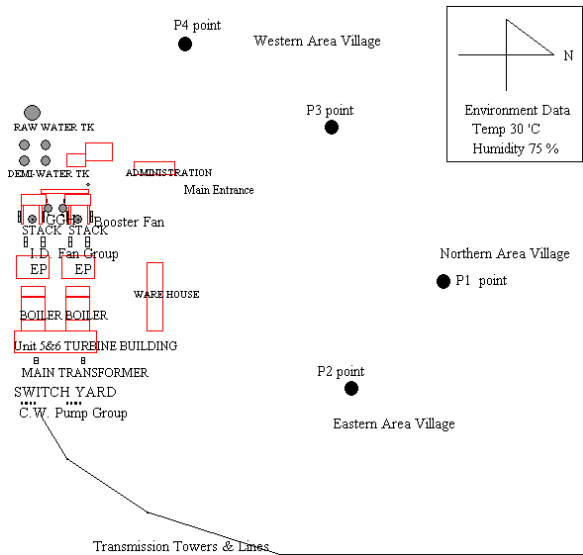 P4 point
Western Area Village
N
P3 point
Environment Data
Temp 30 'C
Humidity 75 %
RAW WATER TK
DEMI-WATER TK
ADMINISTRATION
Main Entrance
GGH
Booster Fan
STACK STACK
I.D. Fan Group
EP EP
Northern Area Village
P1 point
WARE HOUSE
BOILER BOILER
Unit 5&6 TURBINE BUILDING
MAIN TRANSFORMER
P2 point
SWITCH YARD
C.W. Pump Group
Eastern Area Village
Transmission Towers & Lines